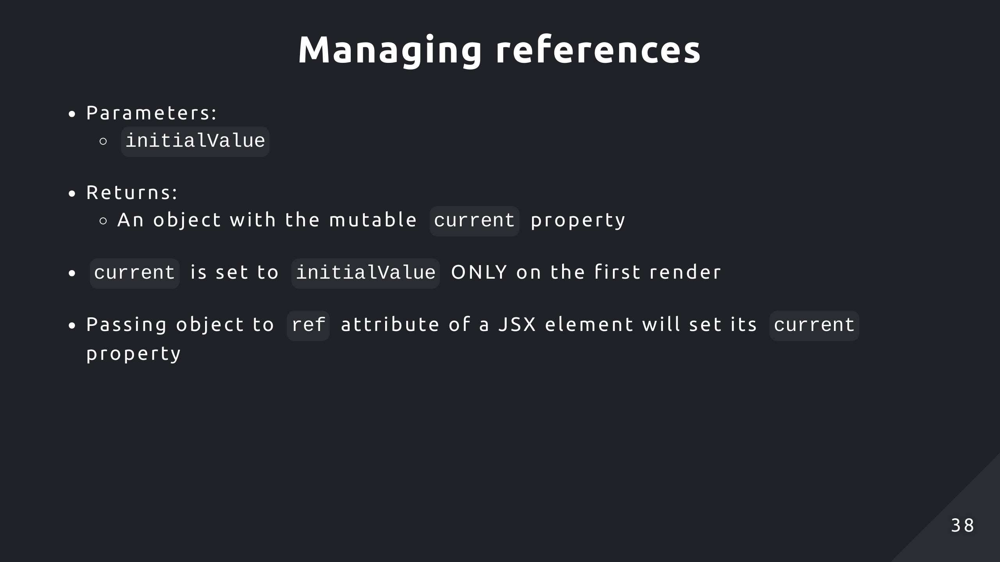 Managing references
Parameters:
initialValue
Returns:
An object with the mutable current property
current is set to initialValue ONLY on the first render
Passing object to ref attribute of a JSX element will set its current
property
38